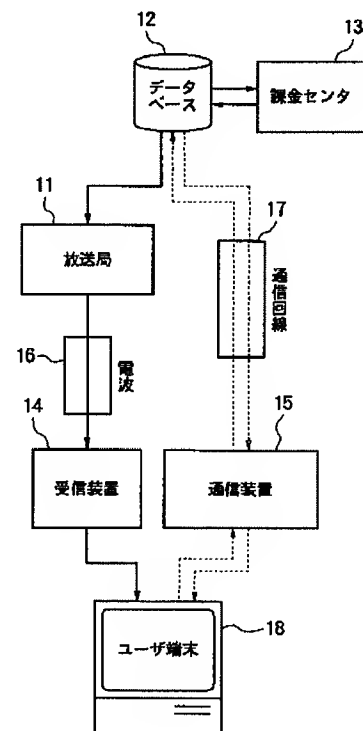 12
13
データ
ベース
課金センタ
11
17
放送局
通信回線
16
電波
14
15
受信装置
通信装置
ユーザ端末
18